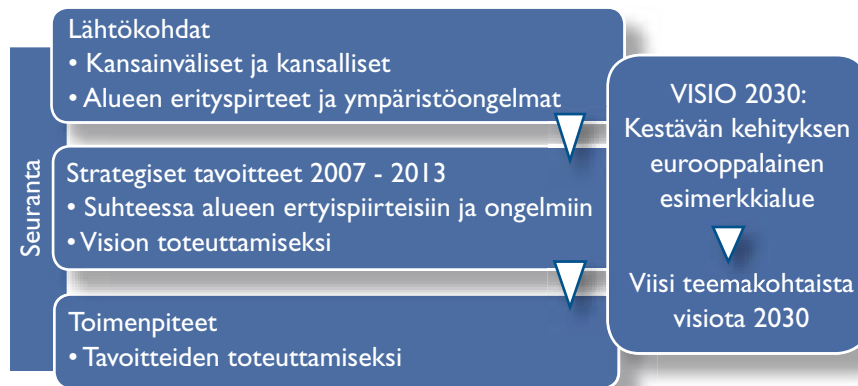 Seuranta
Lähtökohdat
• Kansainväliset ja kansalliset
• Alueen erityspirteet ja ympäristöongelmat
Strategiset tavoitteet 2007 - 2013
• Suhteessa alueen ertyispiirteisiin ja ongelmiin
• Vision toteuttamiseksi
Toimenpiteet
• Tavoitteiden toteuttamiseksi
VISIO 2030:
Kestävän kehityksen
eurooppalainen
esimerkkialue
Viisi teemakohtaista
visiota 2030